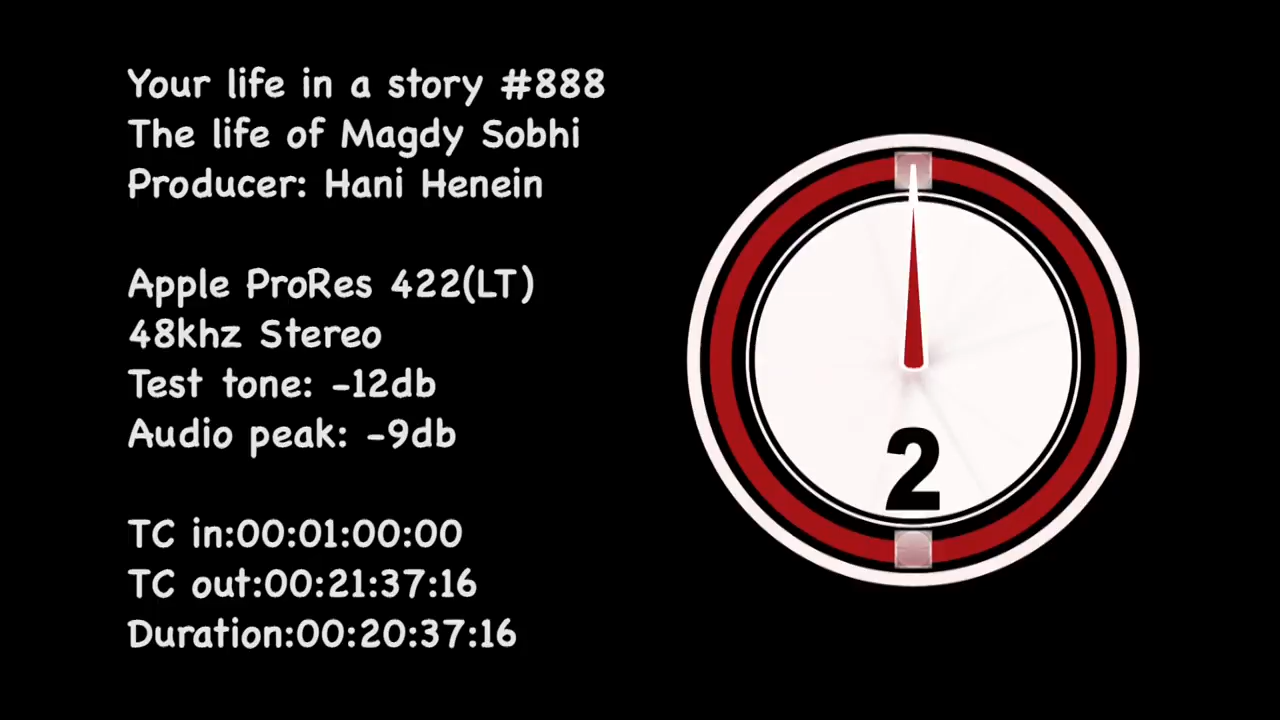 Your life in a story #888
The life of Magdy Sobhi
Producer: Hani Henein
Apple ProRes 422(LT)
48khz Stereo
Test tone: -12db
Audio peak: -9db
TC in:00:01:00:00
TC out:00:21:37:16
Duration:00:20:37:16
2